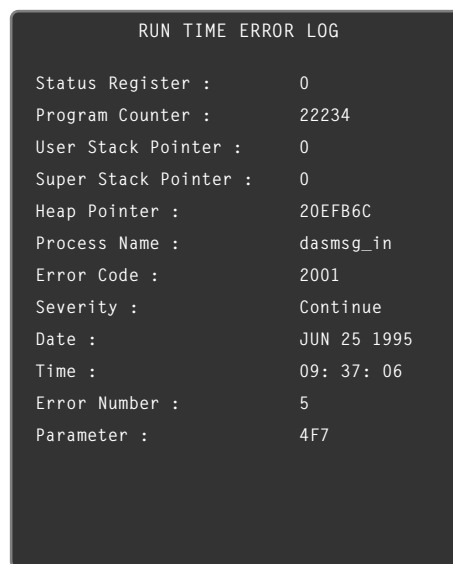 RUN TIME ERROR LOG
Status Register : 0
Program Counter : 22234
User Stack Pointer : 0
Super Stack Pointer : 0
Heap Pointer : 20EFB6C
Process Name : dasmsg_in
Error Code : 2001
Severity : Continue
Date : JUN 25 1995
Time : 09: 37: 06
Error Number : 5
Parameter : 4F7